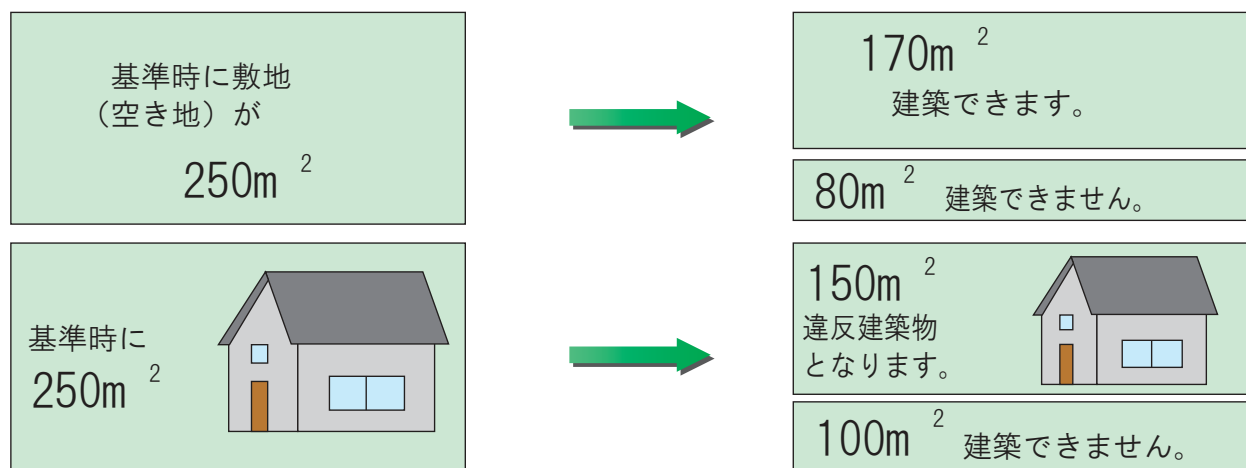 基準時に敷地
（空き地）が
250m 2
170m 2
建築できます。
80m 2 建築できません。
基準時に
250m 2
150m 2
違反建築物
となります。
100m 2 建築できません。